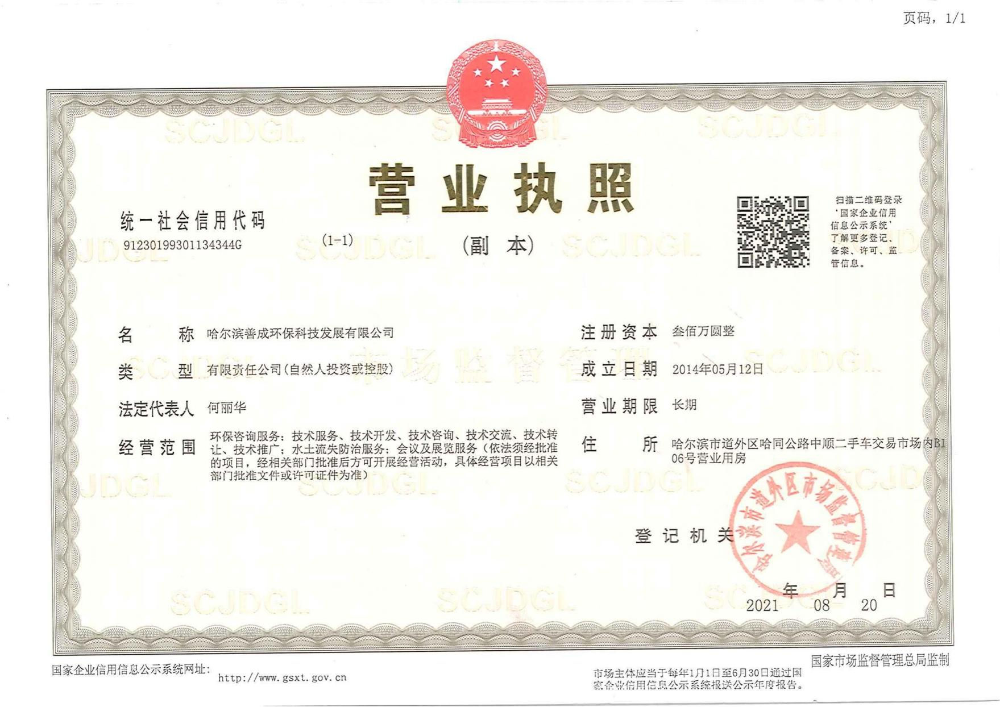 页码，1/1
营业执照
(副 本)
(1-1)
统一社会信用代码
91230199301134344G
扫描二维码登录
‘国家企业信用
信息公示系统’
了解更多登记、
备案、许可、监
管信息。
名 称 哈尔滨善成环保科技发展有限公司
类 型 有限责任公司(自然人投资或控股)
法定代表人 何丽华
经营范围 环保咨询服务；技术服务、技术开发、技术咨询、技术交流、技术转
让、技术推广；水土流失防治服务；会议及展览服务（依法须经批准
的项目，经相关部门批准后方可开展经营活动，具体经营项目以相关
部门批准文件或许可证件为准）
注册资本 叁佰万圆整
成立日期 2014年05月12日
营业期限 长期
住 所 哈尔滨市道外区哈同公路中顺二手车交易市场内B1
06号营业用房
登记机关
哈尔滨市道外区市场监督管理局
2021年08月20日
国家企业信用信息公示系统网址：
http://www.gsxt.gov.cn
市场主体应当于每年1月1日至6月30日通过国
家企业信用信息公示系统报送公示年度报告。
国家市场监督管理总局监制
SCJDGL
市场监督管理